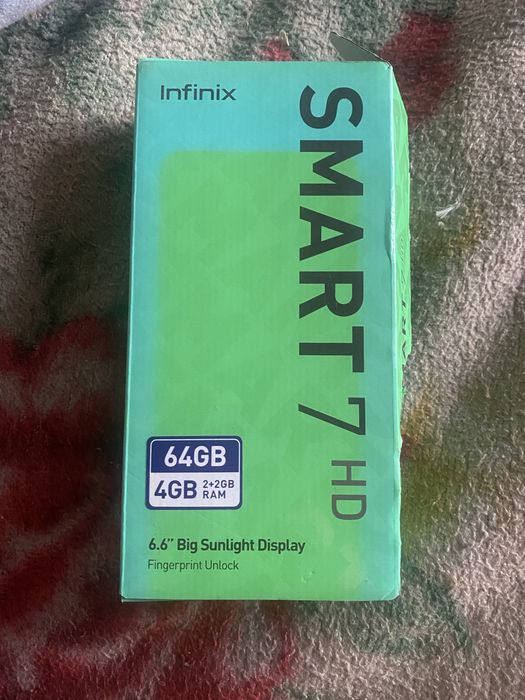 Infinix
SMART 7 HD
64GB
4GB 2+2GB RAM
6.6” Big Sunlight Display
Fingerprint Unlock